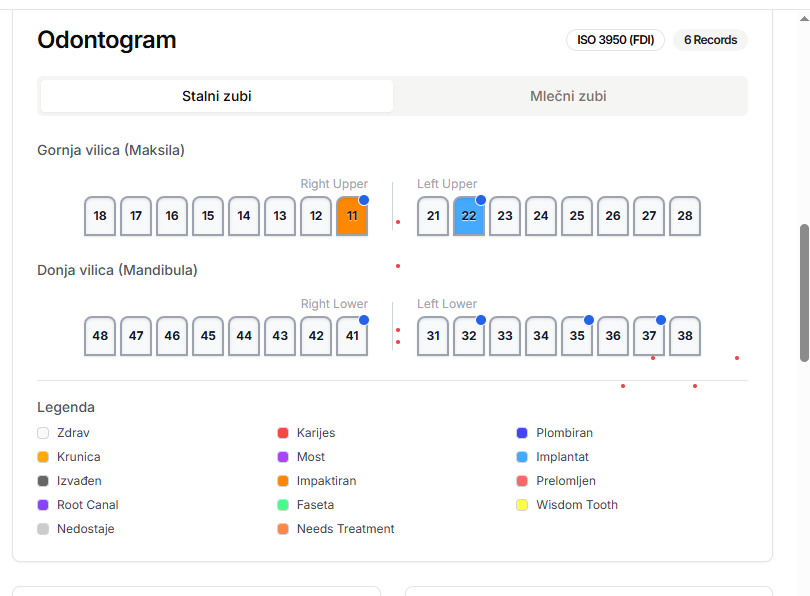 Odontogram
ISO 3950 (FDI) 6 Records
Stalni zubi Mlečni zubi
Gornja vilica (Maksila)
Right Upper Left Upper
18 17 16 15 14 13 12 11 21 22 23 24 25 26 27 28
Donja vilica (Mandibula)
Right Lower Left Lower
48 47 46 45 44 43 42 41 31 32 33 34 35 36 37 38
Legenda
Zdrav Karijes Plombiran
Krunica Most Implantat
Izvađen Impaktiran Prelomljen
Root Canal Faseta Wisdom Tooth
Nedostaje Needs Treatment